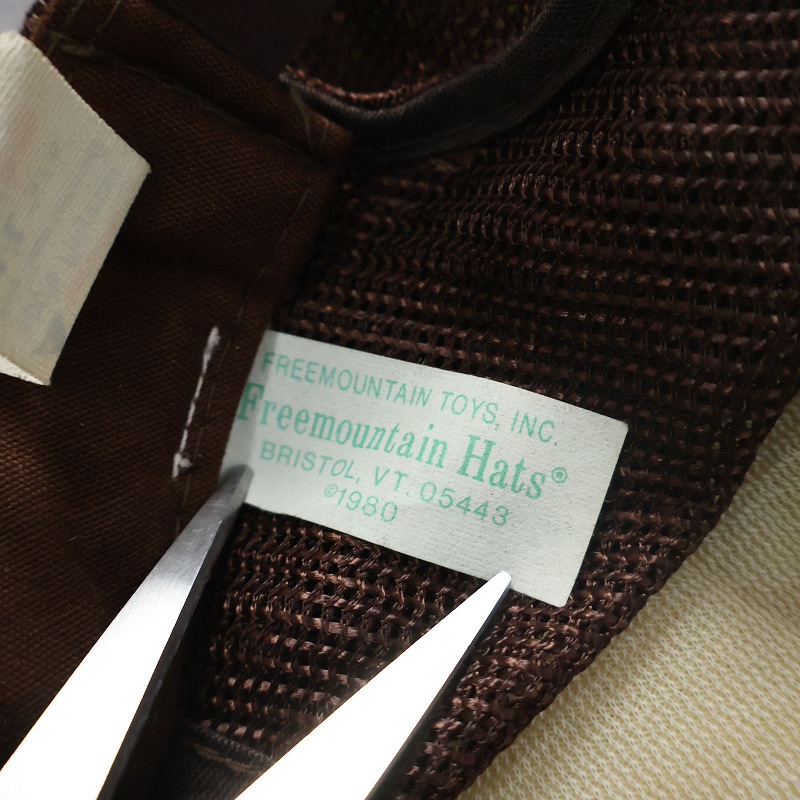 FREEMOUNTAIN TOYS, INC.
Freemountain Hats®
BRISTOL, VT. 05443
©1980